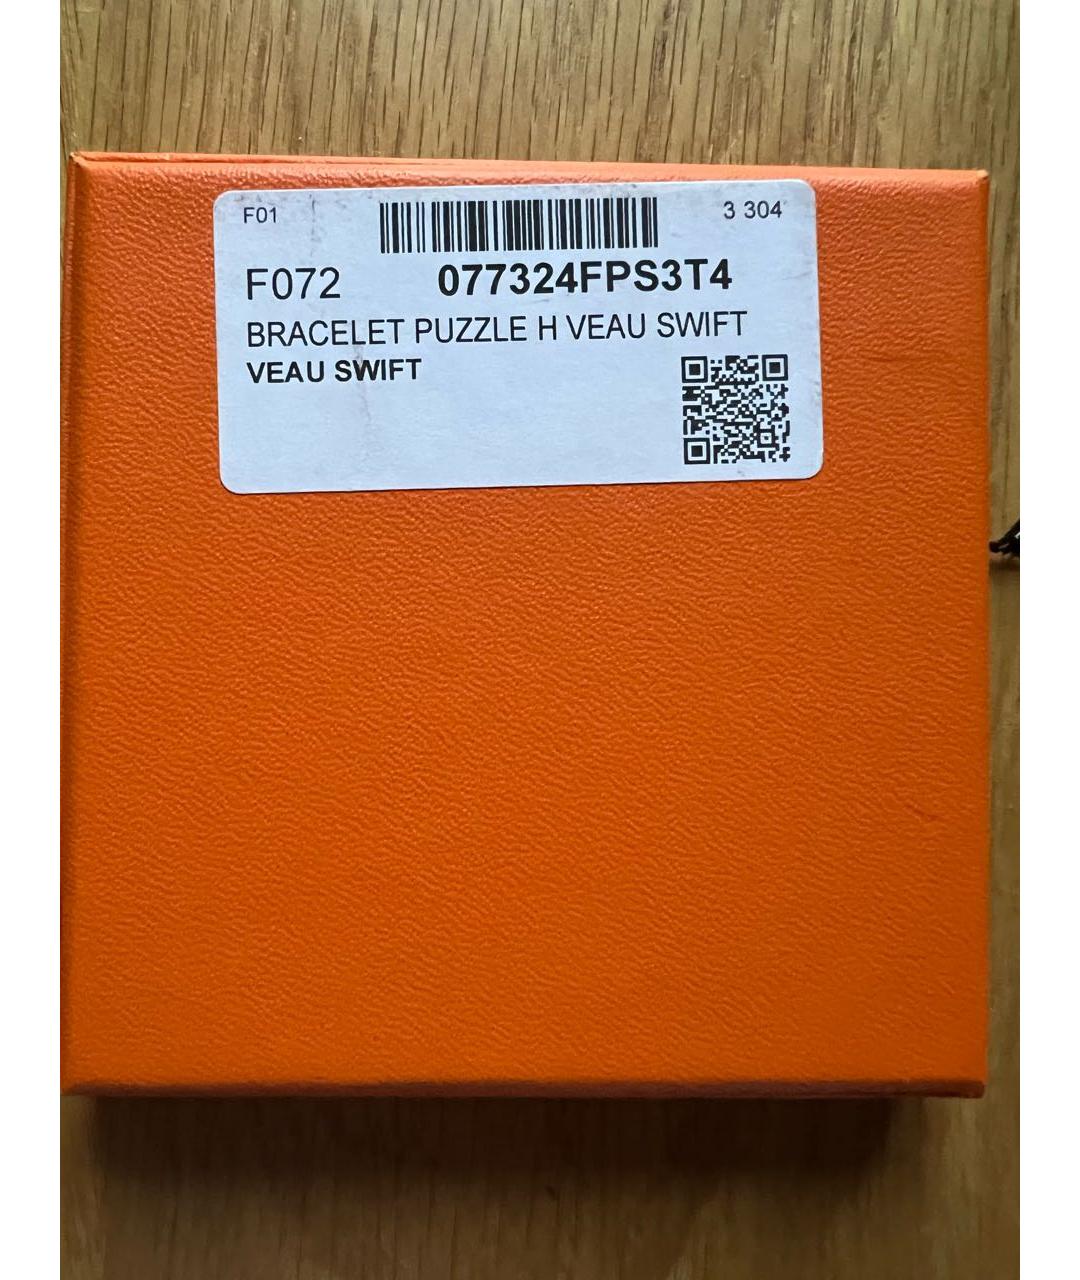 F01 3 304
F072 077324FPS3T4
BRACELET PUZZLE H VEAU SWIFT
VEAU SWIFT